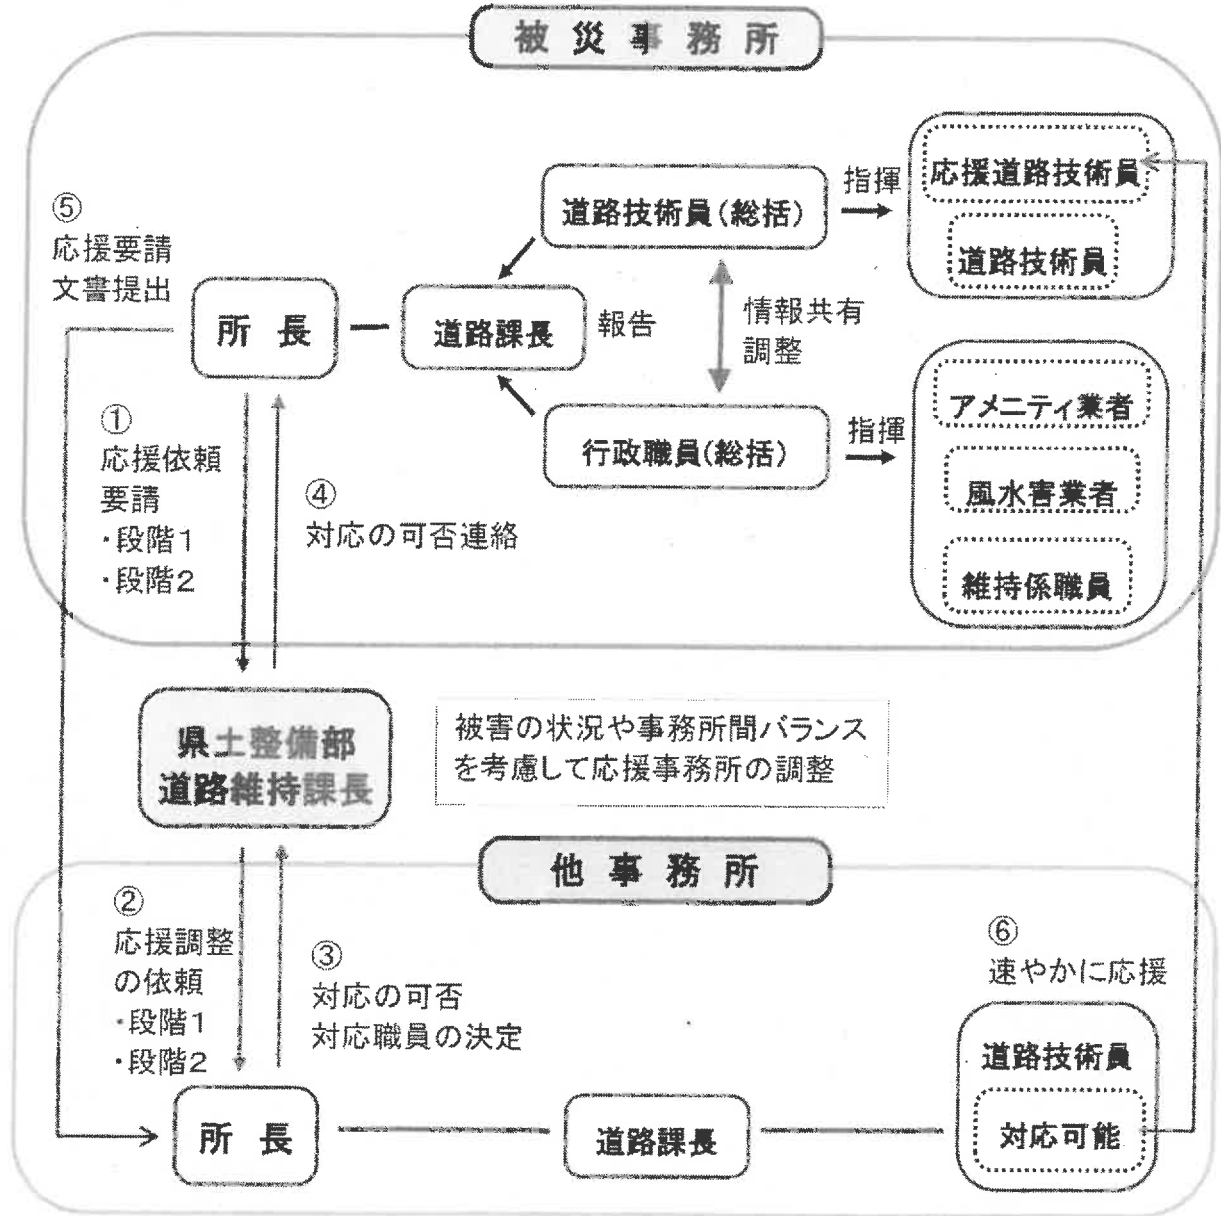 被災事務所
応援道路技術員
指揮
道路技術員(総括)
道路技術員
⑤
応援要請
文書提出
所長
道路課長
報告
情報共有
調整
アメニティ業者
指揮
行政職員(総括)
風水害業者
維持係職員
①
応援依頼
要請
・段階1
・段階2
④
対応の可否連絡
県土整備部
道路維持課長
被害の状況や事務所間バランス
を考慮して応援事務所の調整
他事務所
②
応援調整
の依頼
・段階1
・段階2
③
対応の可否
対応職員の決定
⑥
速やかに応援
道路技術員
対応可能
所長
道路課長